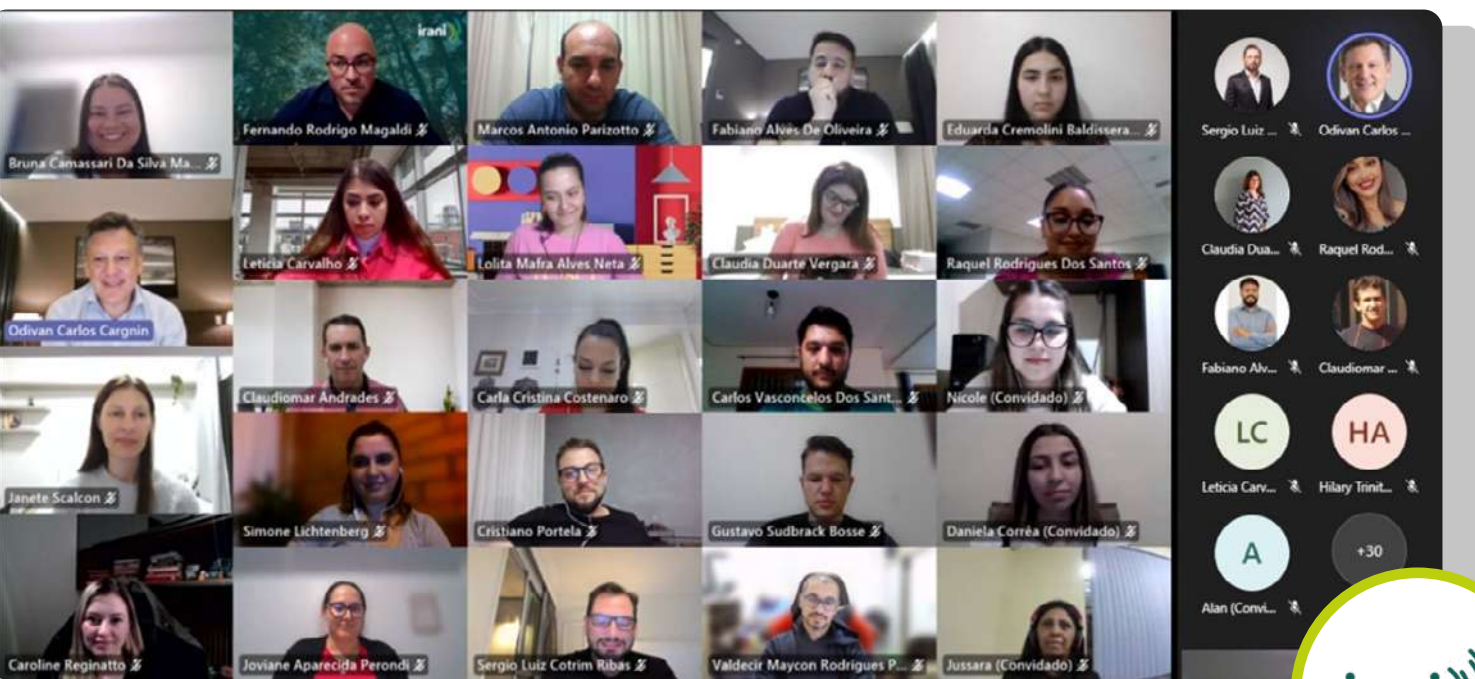 irani
Bruna Camassari Da Silva Ma...
Fernando Rodrigo Magaldi
Marcos Antonio Parizotto
Fabiano Alves De Oliveira
Eduarda Cremolini Baldissera...
Odivan Carlos Cargnin
Leticia Carvalho
Lolita Mafra Alves Neta
Claudia Duarte Vergara
Raquel Rodrigues Dos Santos
Janete Scalcon
Claudiomar Andrades
Carla Cristina Costenaro
Carlos Vasconcelos Dos Sant...
Nicole (Convidado)
Simone Lichtenberg
Cristiano Portela
Gustavo Sudbrack Bosse
Daniela Corrêa (Convidado)
Caroline Reginatto
Joviane Aparecida Perondi
Sergio Luiz Cotrim Ribas
Valdecir Maycon Rodrigues P...
Jussara (Convidado)
Sergio Luiz ...
Odivan Carlos ...
Claudia Dua...
Raquel Rod...
Fabiano Alv...
Claudiomar ...
LC
HA
Leticia Carv...
Hilary Trinit...
A
+30
Alan (Convi...